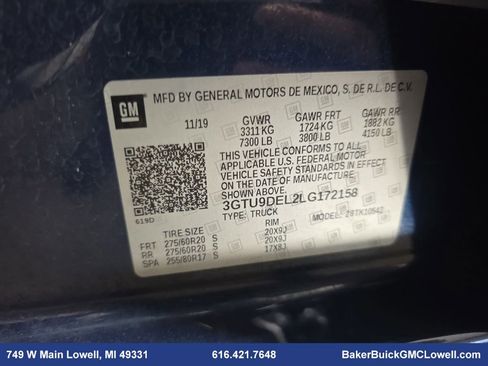 GM
MFD BY GENERAL MOTORS DE MEXICO, S. DE R.L. DE C.V.
11/19 GVWR GAWR FRT GAWR RR
3311 KG 1724 KG 1882 KG
7300 LB 3800 LB 4150 LB
THIS VEHICLE CONFORMS TO ALL
APPLICABLE U.S. FEDERAL MOTOR
VEHICLE SAFETY STANDARDS IN EFFECT
ON THE DATE OF MANUFACTURE
SHOWN ABOVE.
3GTU9DEL2LG172158
619D TYPE: TRUCK MODEL:
TIRE SIZE RIM
FRT 275/60R20 S 20X9J
RR 275/60R20 S 20X9J
SPA 255/80R17 S 17X8J
749 W Main Lowell, MI 49331 616.421.7648 BakerBuickGMCLowell.com